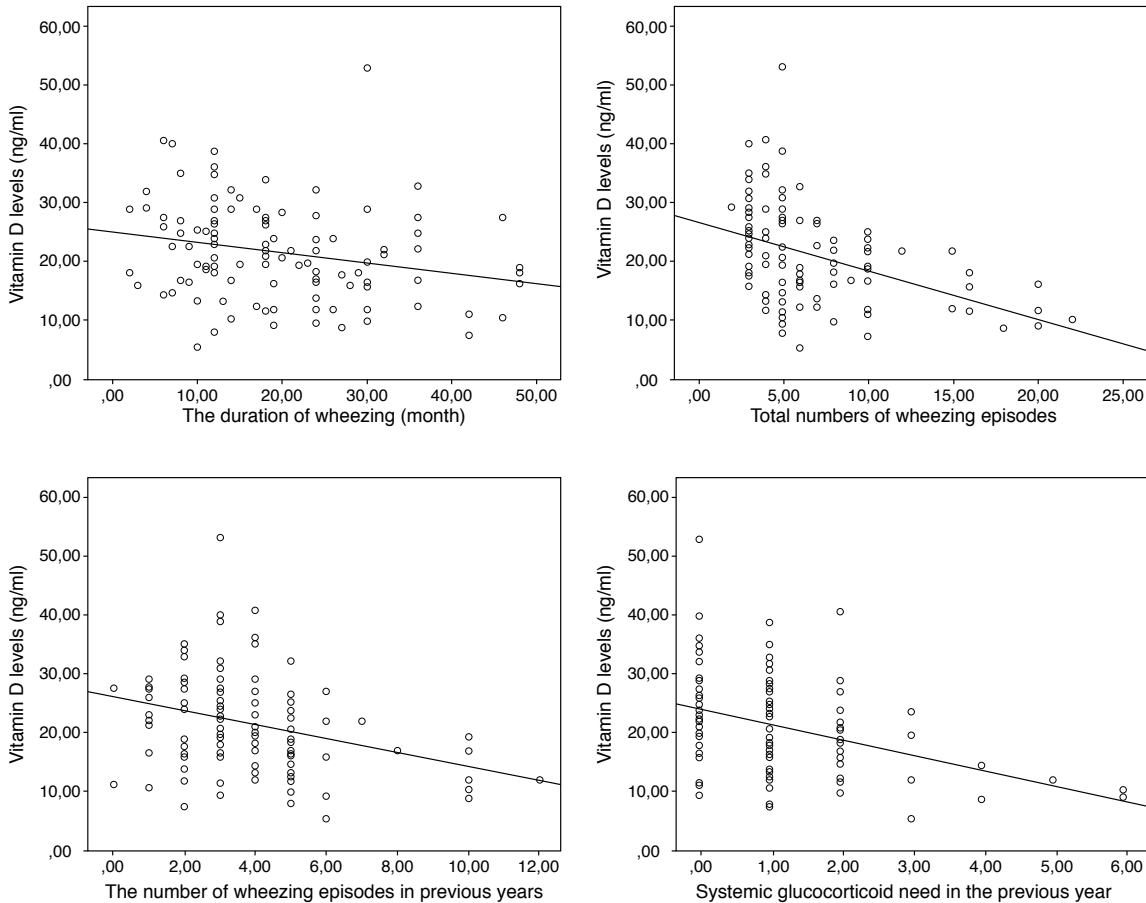 60,00
50,00
40,00
30,00
20,00
10,00
,00
Vitamin D levels (ng/ml)
,00 10,00 20,00 30,00 40,00 50,00
The duration of wheezing (month)
60,00
50,00
40,00
30,00
20,00
10,00
,00
Vitamin D levels (ng/ml)
,00 5,00 10,00 15,00 20,00 25,00
Total numbers of wheezing episodes
60,00
50,00
40,00
30,00
20,00
10,00
,00
Vitamin D levels (ng/ml)
,00 2,00 4,00 6,00 8,00 10,00 12,00
The number of wheezing episodes in previous years
60,00
50,00
40,00
30,00
20,00
10,00
,00
Vitamin D levels (ng/ml)
,00 1,00 2,00 3,00 4,00 5,00 6,00
Systemic glucocorticoid need in the previous year